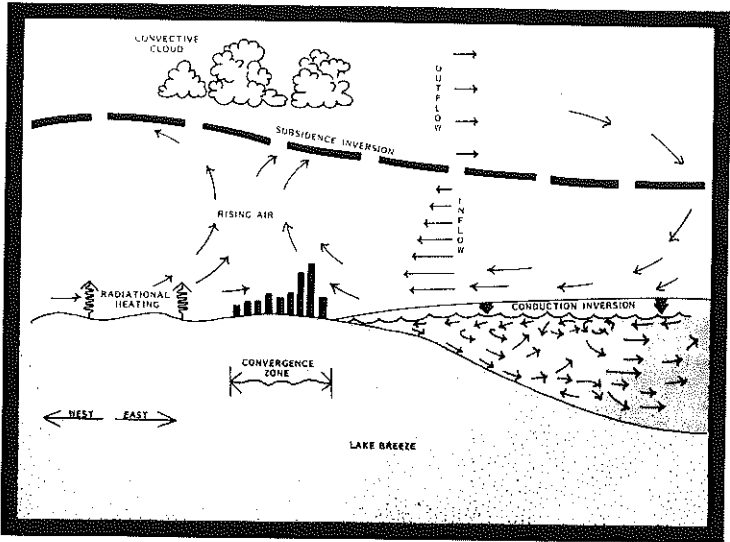 CONVECTIVE
CLOUD
OUTFLOW
SUBSIDENCE INVERSION
INFLOW
RISING AIR
RADIATIONAL
HEATING
CONDUCTION INVERSION
CONVERGENCE
ZONE
WEST EAST
LAKE BREEZE